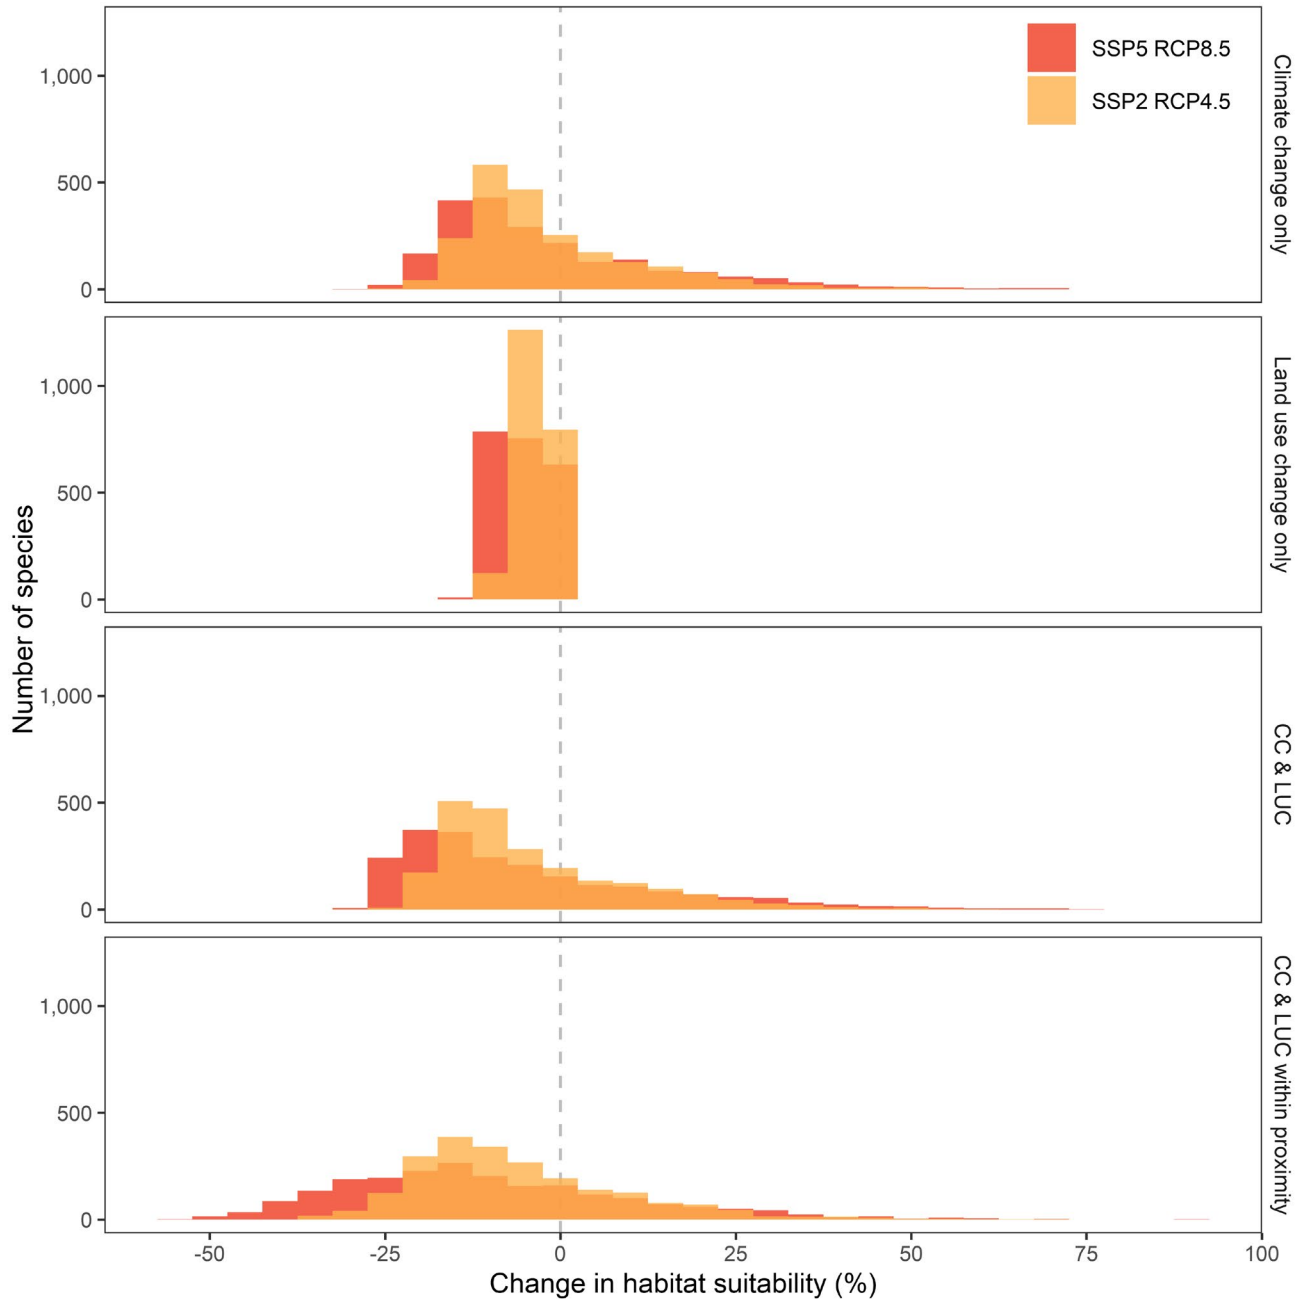 SSP5 RCP8.5
SSP2 RCP4.5
1,000
500
0
Climate change only
1,000
500
0
Land use change only
1,000
500
0
CC & LUC
1,000
500
0
CC & LUC within proximity
Number of species
-50
-25
0
25
50
75
100
Change in habitat suitability (%)